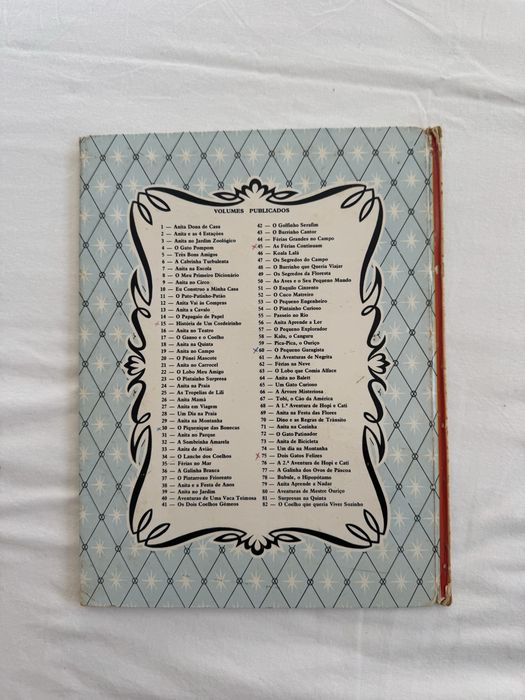 VOLUMES PUBLICADOS
1 — Anita Dona de Casa
2 — Anita e as 4 Estações
3 — Anita no Jardim Zoológico
4 — O Gato Pompom
5 — Três Bons Amigos
6 — A Cabrinha Turbulenta
7 — Anita na Escola
8 — O Meu Primeiro Dicionário
9 — Anita no Circo
10 — Eu Construo a Minha Casa
11 — O Pato-Patinho-Patão
12 — Anita Vai às Compras
13 — Anita a Cavalo
14 — O Papagaio de Papel
15 — História de Um Cordeirinho
16 — Anita no Teatro
17 — O Ganso e o Coelho
18 — Anita na Quinta
19 — Anita no Campo
20 — O Pónei Mascote
21 — Anita no Carrocel
22 — O Lobo Meu Amigo
23 — O Pintainho Surpresa
24 — Anita na Praia
25 — As Tropelias de Lili
26 — Anita Mamã
27 — Anita em Viagem
28 — Um Dia na Praia
29 — Anita na Montanha
30 — O Piquenique das Bonecas
31 — Anita no Parque
32 — A Sombrinha Amarela
33 — Anita de Avião
34 — O Lanche dos Coelhos
35 — Férias no Mar
36 — A Galinha Branca
37 — O Pintarroxo Friorento
38 — Anita e a Festa de Anos
39 — Anita no Jardim
40 — Aventuras de Uma Vaca Teimosa
41 — Os Dois Coelhos Gémeos
42 — O Golfinho Serafim
43 — O Burrinho Cantor
44 — Férias Grandes no Campo
45 — As Férias Continuam
46 — Koala Lalá
47 — Os Segredos do Campo
48 — O Burrinho que Queria Viajar
49 — Os Segredos da Floresta
50 — As Aves e o Seu Pequeno Mundo
51 — O Esquilo Cinzento
52 — O Cuco Matreiro
53 — O Pequeno Engenheiro
54 — O Pintainho Curioso
55 — Passeio no Rio
56 — Anita Aprende a Ler
57 — O Pequeno Explorador
58 — Kalu, o Canguru
59 — Pica-Pica, o Ouriço
60 — O Pequeno Garagista
61 — As Aventuras de Negrita
62 — Férias na Neve
63 — O Lobo que Comia Alface
64 — Anita no Ballett
65 — Um Gato Curioso
66 — A Árvore Misteriosa
67 — Tobi, o Cão da América
68 — A 1.ª Aventura de Hopi e Cati
69 — Anita na Festa das Flores
70 — Dino e as Regras de Trânsito
71 — Anita na Cozinha
72 — O Gato Patinador
73 — Anita de Bicicleta
74 — Um dia na Montanha
75 — Dois Gatos Felizes
76 — A 2.ª Aventura de Hopi e Cati
77 — A Galinha dos Ovos de Páscoa
78 — Bubule, o Hipopótamo
79 — Anita Aprende a Nadar
80 — Aventuras de Mestre Ouriço
81 — Surpresas na Quinta
82 — O Coelho que queria Viver Sozinho